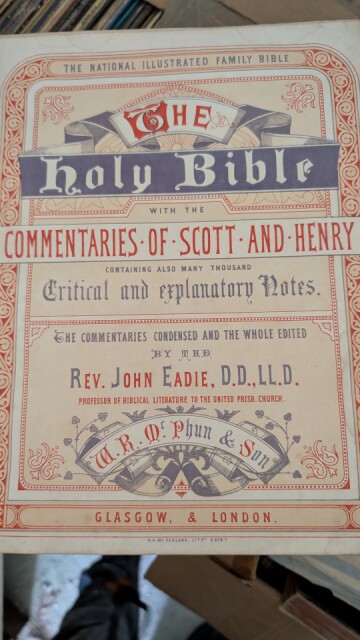 THE NATIONAL ILLUSTRATED FAMILY BIBLE
THE
Holy Bible
WITH THE
COMMENTARIES · OF · SCOTT · AND · HENRY
CONTAINING ALSO MANY THOUSAND
Critical and explanatory Notes.
THE COMMENTARIES CONDENSED AND THE WHOLE EDITED
BY THE
REV. JOHN EADIE, D.D., LL.D.
PROFESSOR OF BIBLICAL LITERATURE TO THE UNITED PRESB. CHURCH.
W. R. Mc Phun & Son
GLASGOW, & LONDON.